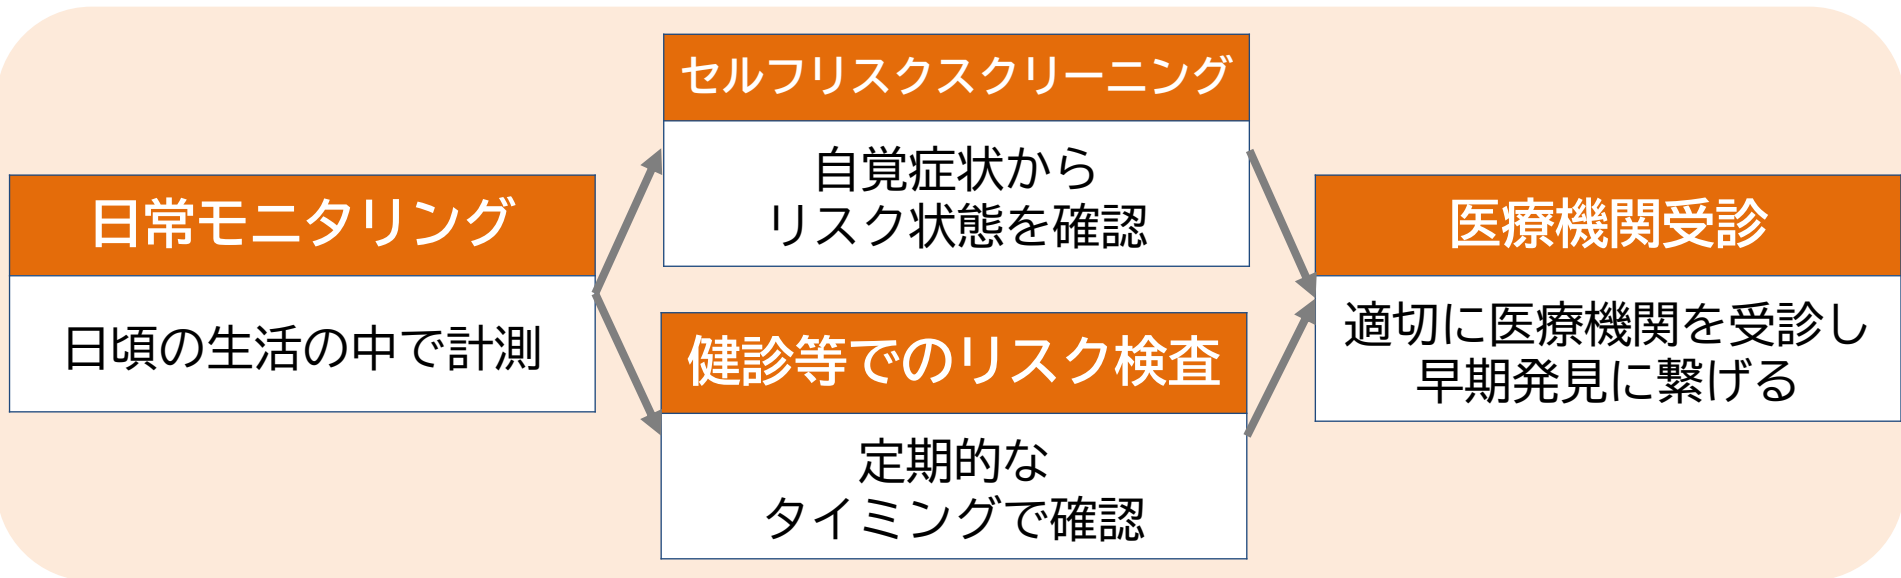 日常モニタリング
日頃の生活の中で計測
セルフリスクスクリーニング
自覚症状から
リスク状態を確認
健診等でのリスク検査
定期的な
タイミングで確認
医療機関受診
適切に医療機関を受診し
早期発見に繋げる